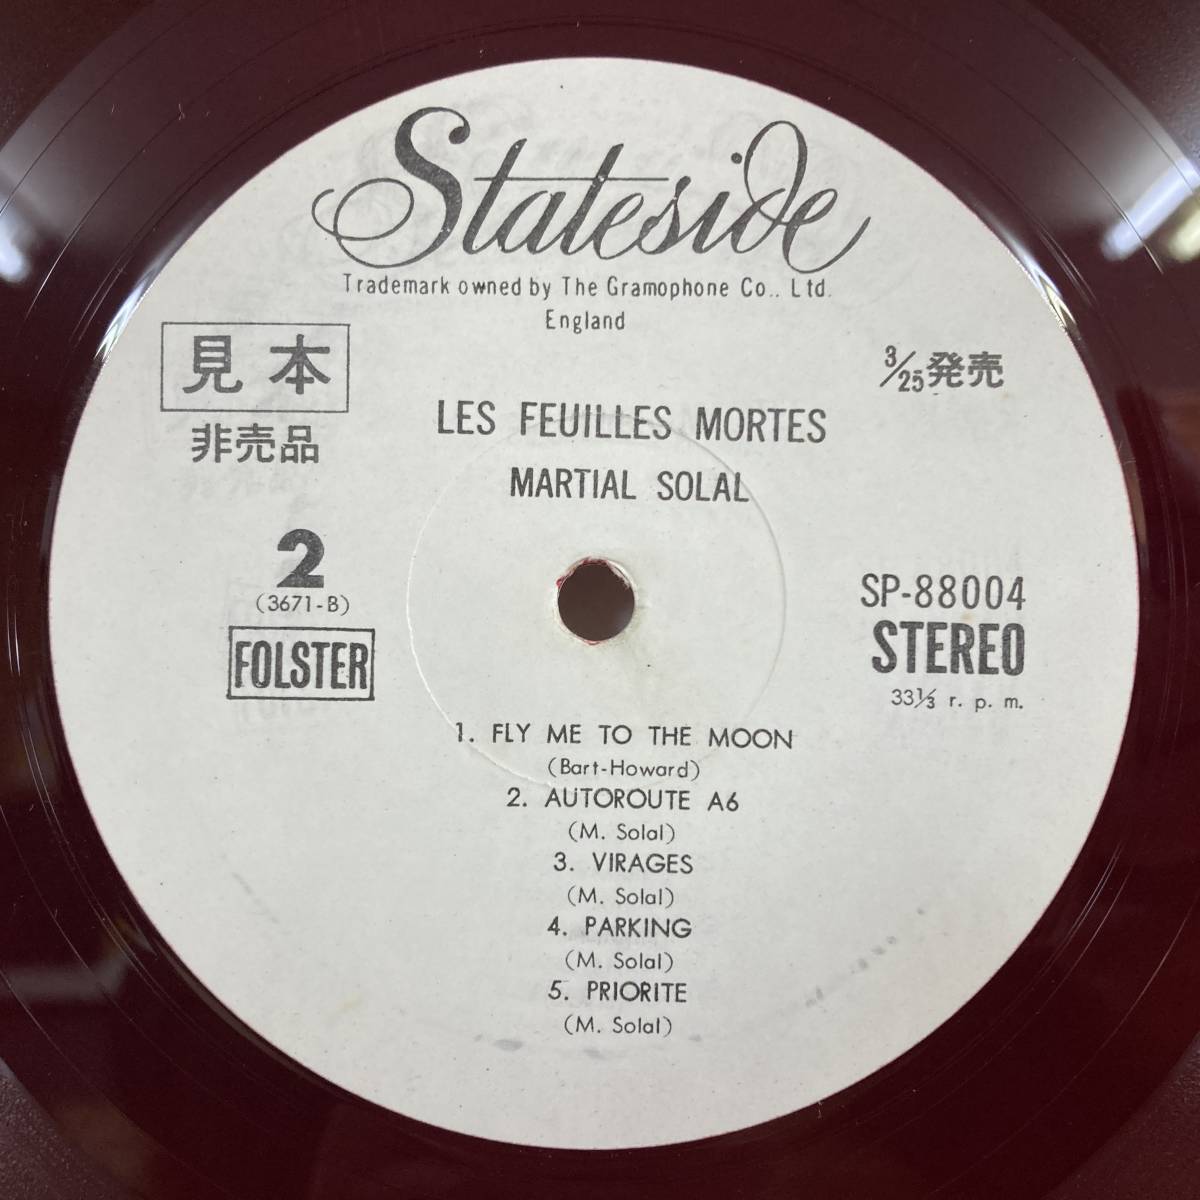 Stateside
Trademark owned by The Gramophone Co.. Ltd.
England
見本
非売品
3/25発売
LES FEUILLES MORTES
MARTIAL SOLAL
2
(3671-B)
FOLSTER
SP-88004
STEREO
33⅓ r. p. m.
1. FLY ME TO THE MOON
(Bart-Howard)
2. AUTOROUTE A6
(M. Solal)
3. VIRAGES
(M. Solal)
4. PARKING
(M. Solal)
5. PRIORITE
(M. Solal)